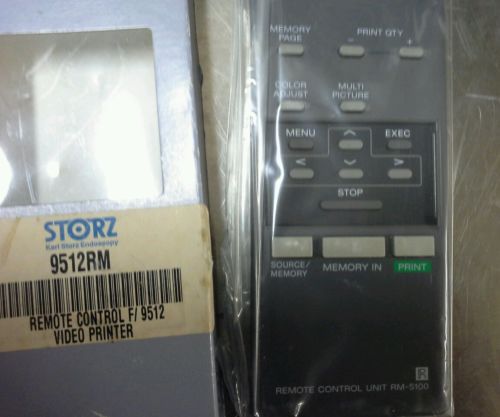 STORZ
Karl Storz Endoscopy
9512RM
REMOTE CONTROL F/ 9512
VIDEO PRINTER
MEMORY
PAGE
PRINT QTY
−
+
COLOR
ADJUST
MULTI
PICTURE
MENU
EXEC
<
>
STOP
SOURCE/
MEMORY
MEMORY IN
PRINT
R
REMOTE CONTROL UNIT RM-5100